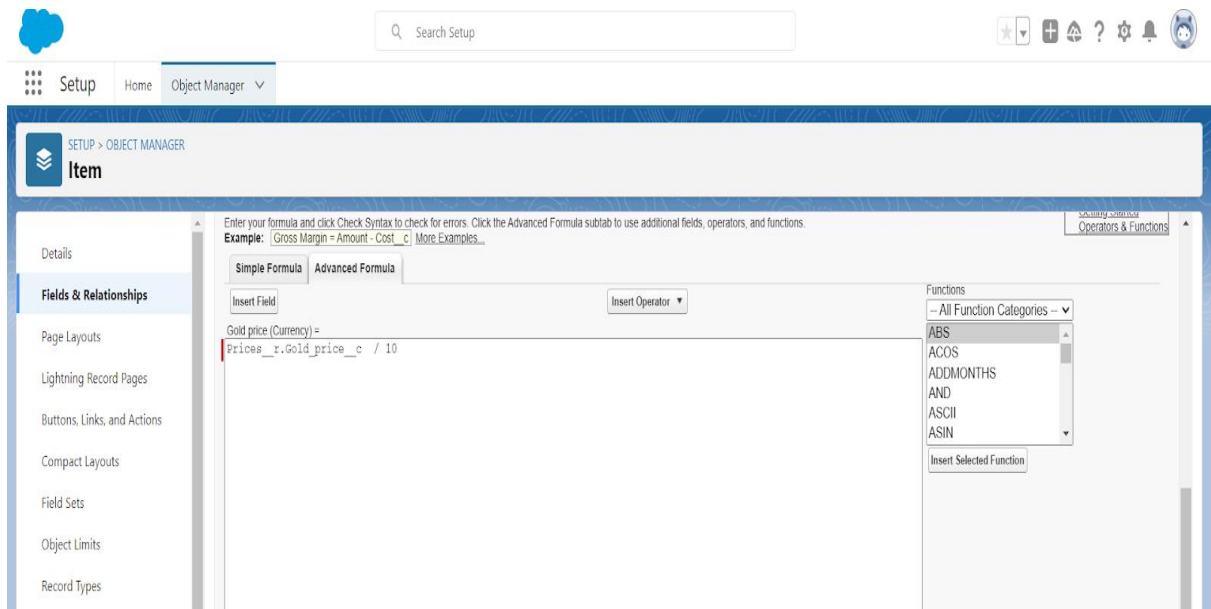 Search Setup
Setup
Home
Object Manager
SETUP > OBJECT MANAGER
Item
Details
Fields & Relationships
Page Layouts
Lightning Record Pages
Buttons, Links, and Actions
Compact Layouts
Field Sets
Object Limits
Record Types
Enter your formula and click Check Syntax to check for errors. Click the Advanced Formula subtab to use additional fields, operators, and functions.
Example: Gross Margin = Amount - Cost__c More Examples...
Getting Started
Operators & Functions
Simple Formula Advanced Formula
Insert Field
Insert Operator
Functions
-- All Function Categories --
Gold price (Currency) =
Prices__r.Gold_price__c / 10
ABS
ACOS
ADDMONTHS
AND
ASCII
ASIN
Insert Selected Function